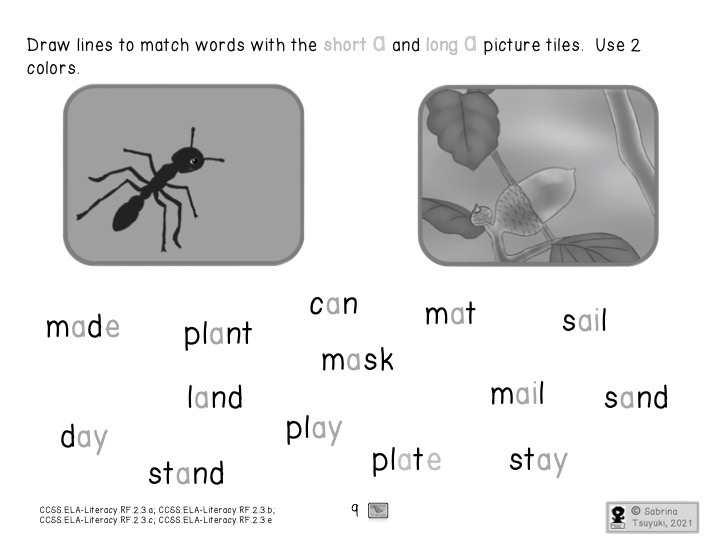 Draw lines to match words with the short a and long a picture tiles. Use 2
colors.
can
mat
sail
made
plant
mask
land
mail
sand
day
play
plate
stay
stand
CCSS.ELA-Literacy.RF.2.3.a; CCSS.ELA-Literacy.RF.2.3.b;
CCSS.ELA-Literacy.RF.2.3.c; CCSS.ELA-Literacy.RF.2.3.e
9
© Sabrina
Tsuyuki, 2021